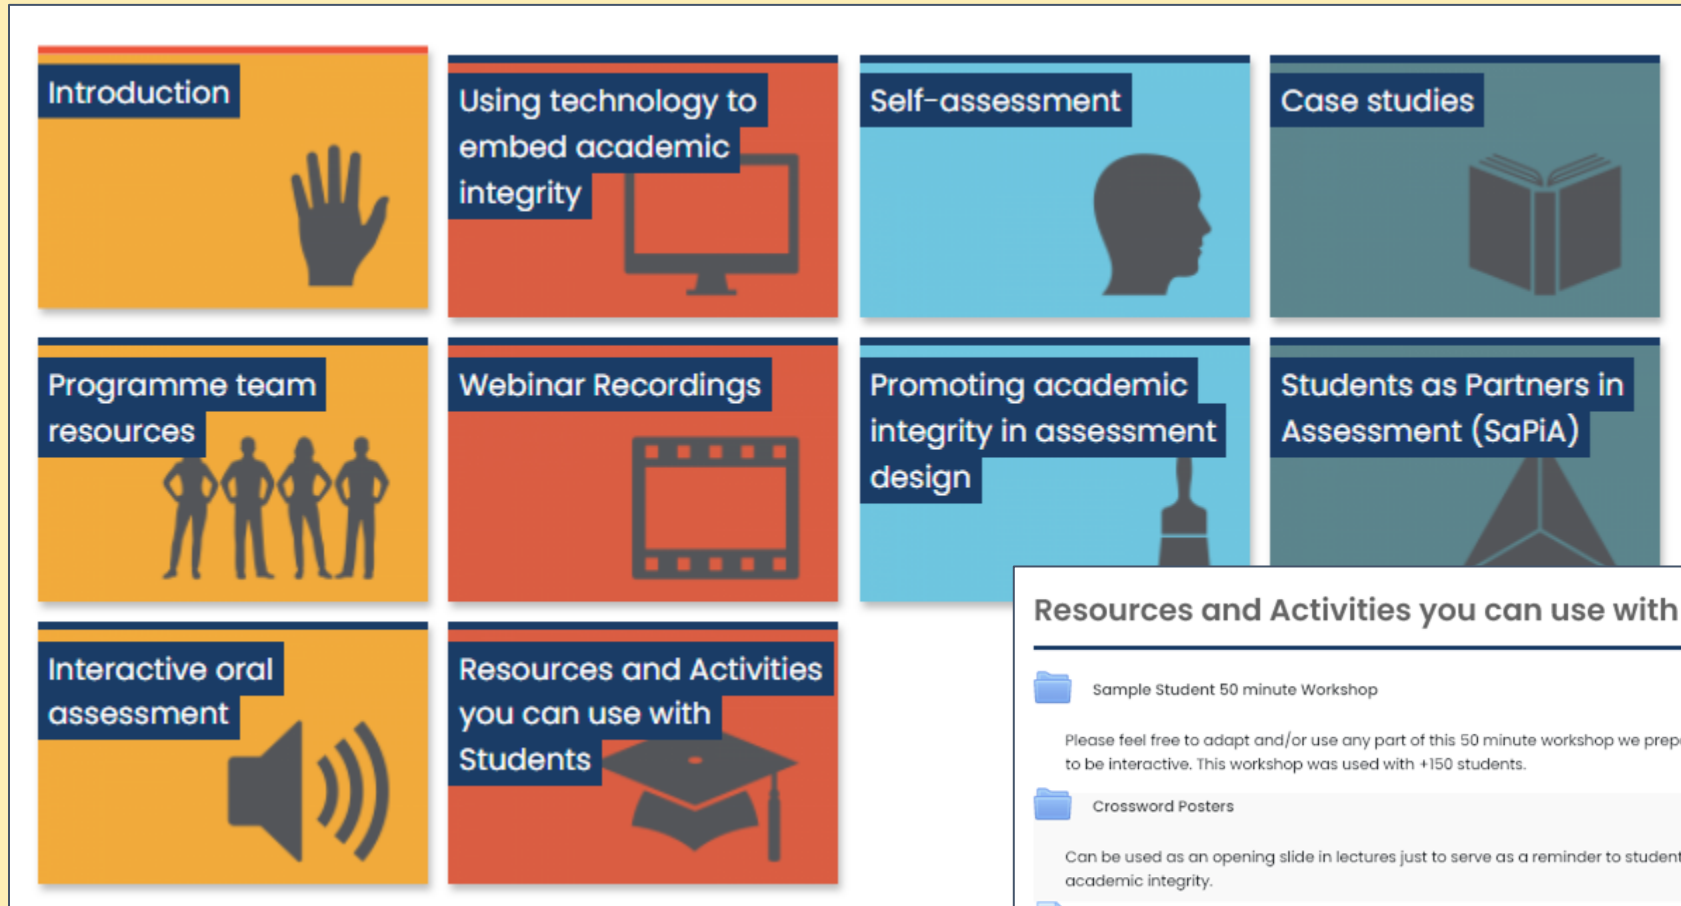 Introduction
Using technology to
embed academic
integrity
Self-assessment
Case studies
Programme team
resources
Webinar Recordings
Promoting academic
integrity in assessment
design
Students as Partners in
Assessment (SaPiA)
Interactive oral
assessment
Resources and Activities
you can use with
Students
Resources and Activities you can use with
Sample Student 50 minute Workshop
Please feel free to adapt and/or use any part of this 50 minute workshop we
to be interactive. This workshop was used with +150 students.
Crossword Posters
Can be used as an opening slide in lectures just to serve as a reminder to student
academic integrity.